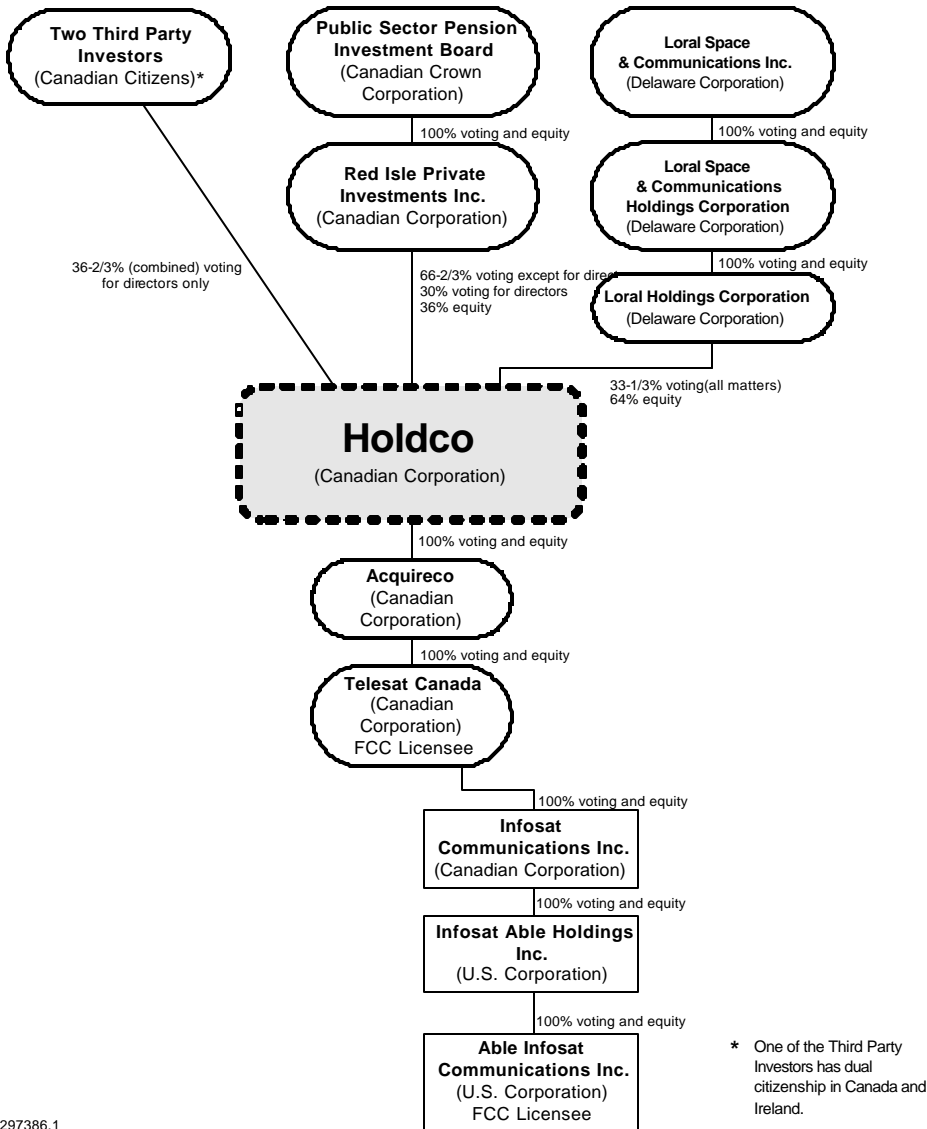 Two Third Party
Investors
(Canadian Citizens)*
Public Sector Pension
Investment Board
(Canadian Crown
Corporation)
Loral Space
& Communications Inc.
(Delaware Corporation)
100% voting and equity
100% voting and equity
Red Isle Private
Investments Inc.
(Canadian Corporation)
Loral Space
& Communications
Holdings Corporation
(Delaware Corporation)
36-2/3% (combined) voting
for directors only
66-2/3% voting except for direc
30% voting for directors
36% equity
100% voting and equity
Loral Holdings Corporation
(Delaware Corporation)
33-1/3% voting(all matters)
64% equity
Holdco
(Canadian Corporation)
100% voting and equity
Acquireco
(Canadian
Corporation)
100% voting and equity
Telesat Canada
(Canadian
Corporation)
FCC Licensee
100% voting and equity
Infosat
Communications Inc.
(Canadian Corporation)
100% voting and equity
Infosat Able Holdings
Inc.
(U.S. Corporation)
100% voting and equity
Able Infosat
Communications Inc.
(U.S. Corporation)
FCC Licensee
* One of the Third Party
Investors has dual
citizenship in Canada and
Ireland.
297386.1